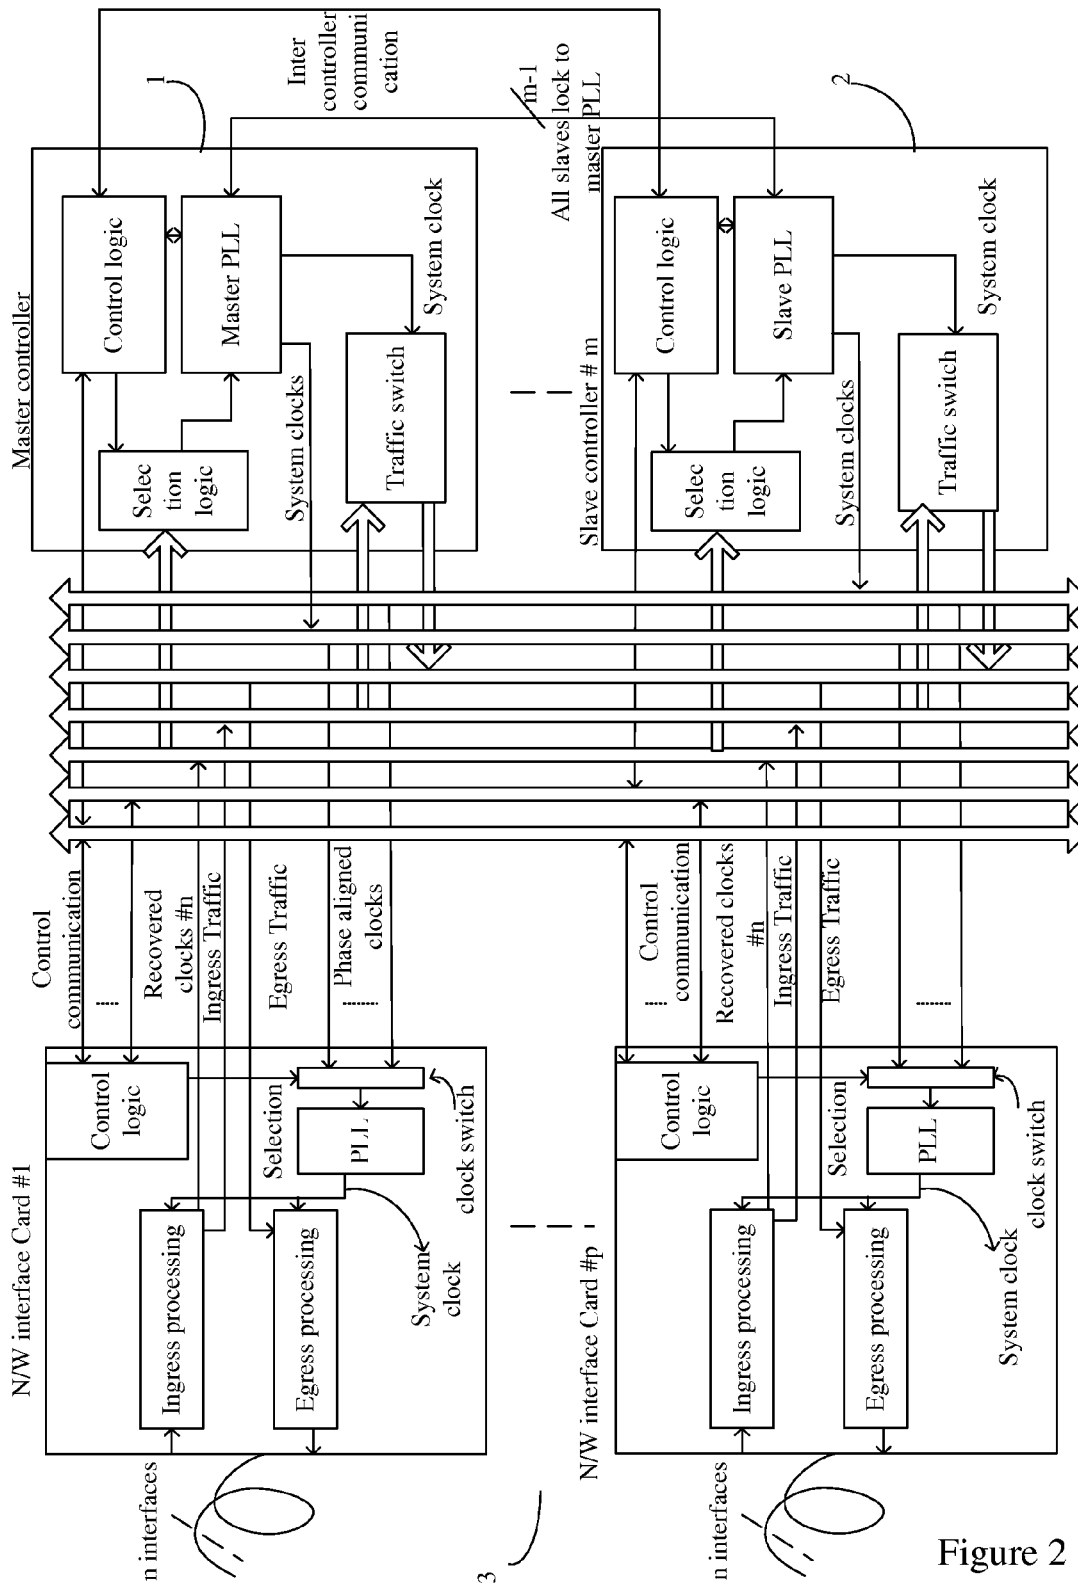 Master controller
1
Control logic
Master PLL
Selec
tion
logic
System clocks
System clock
Traffic switch
Inter
controller
communi
cation
m-1
All slaves lock to
master PLL
Slave controller # m
2
Control logic
Slave PLL
Selec
tion
logic
System clocks
System clock
Traffic switch
Control
communication
Recovered
clocks #n
Ingress Traffic
Egress Traffic
Phase aligned
clocks
Control
communication
Recovered clocks
#n
Ingress Traffic
Egress Traffic
N/W interface Card #1
Control
logic
Selection
PLL
clock switch
Ingress processing
Egress processing
System
clock
n interfaces
3
N/W interface Card #p
Control
logic
Selection
PLL
clock switch
Ingress processing
Egress processing
System clock
n interfaces
Figure 2